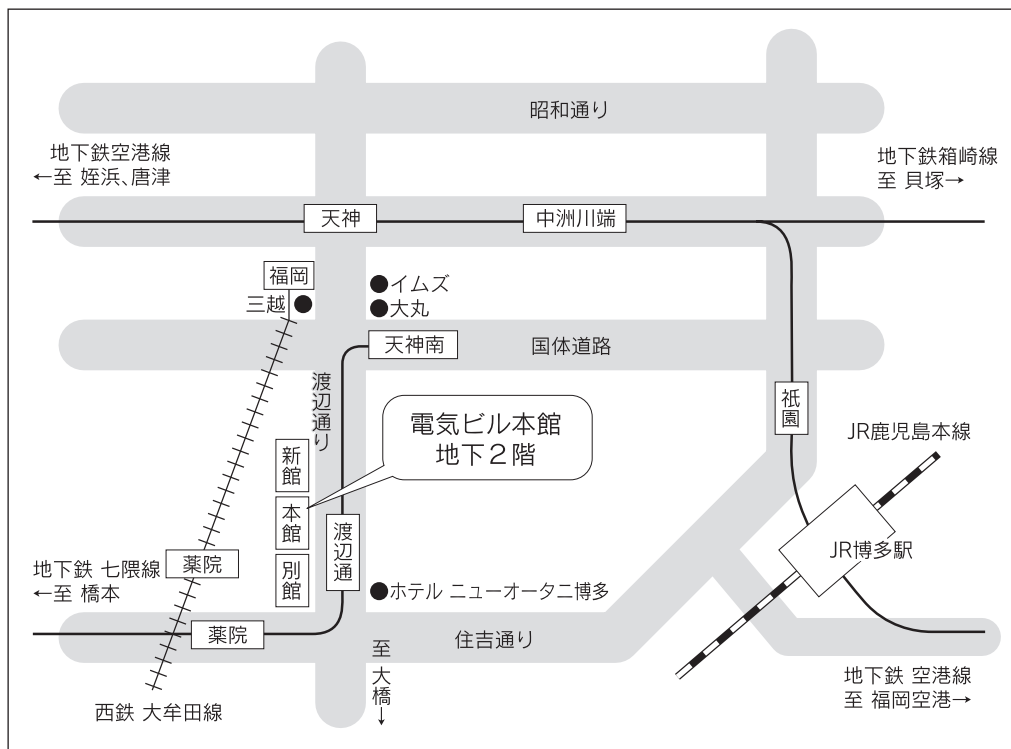 昭和通り
地下鉄空港線
←至 姪浜、唐津
地下鉄箱崎線
至 貝塚→
天神
中洲川端
福岡
三越
イムズ
大丸
天神南
国体道路
渡辺通り
電気ビル本館
地下２階
祇園
JR鹿児島本線
新館
本館
別館
渡辺通
JR博多駅
薬院
地下鉄 七隈線
←至 橋本
ホテル ニューオータニ博多
薬院
住吉通り
至 大橋→
西鉄 大牟田線
地下鉄 空港線
至 福岡空港→